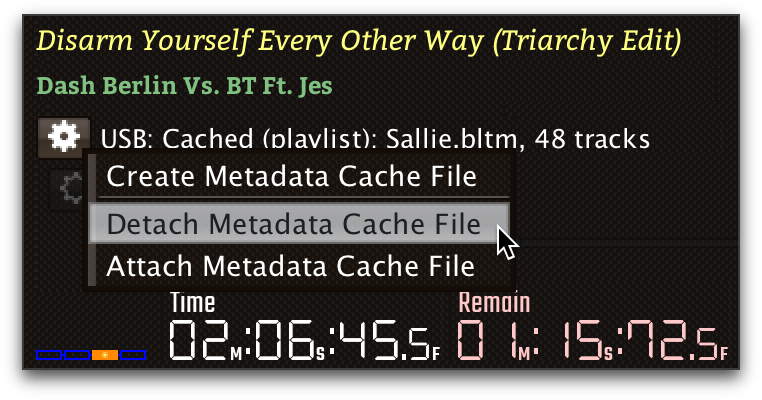 Disarm Yourself Every Other Way (Triarchy Edit)
Dash Berlin Vs. BT Ft. Jes
USB: Cached (playlist): Sallie.bltm, 48 tracks
Create Metadata Cache File
Detach Metadata Cache File
Attach Metadata Cache File
Time Remain
02M:06S:45.5F 01M:15S:72.5F